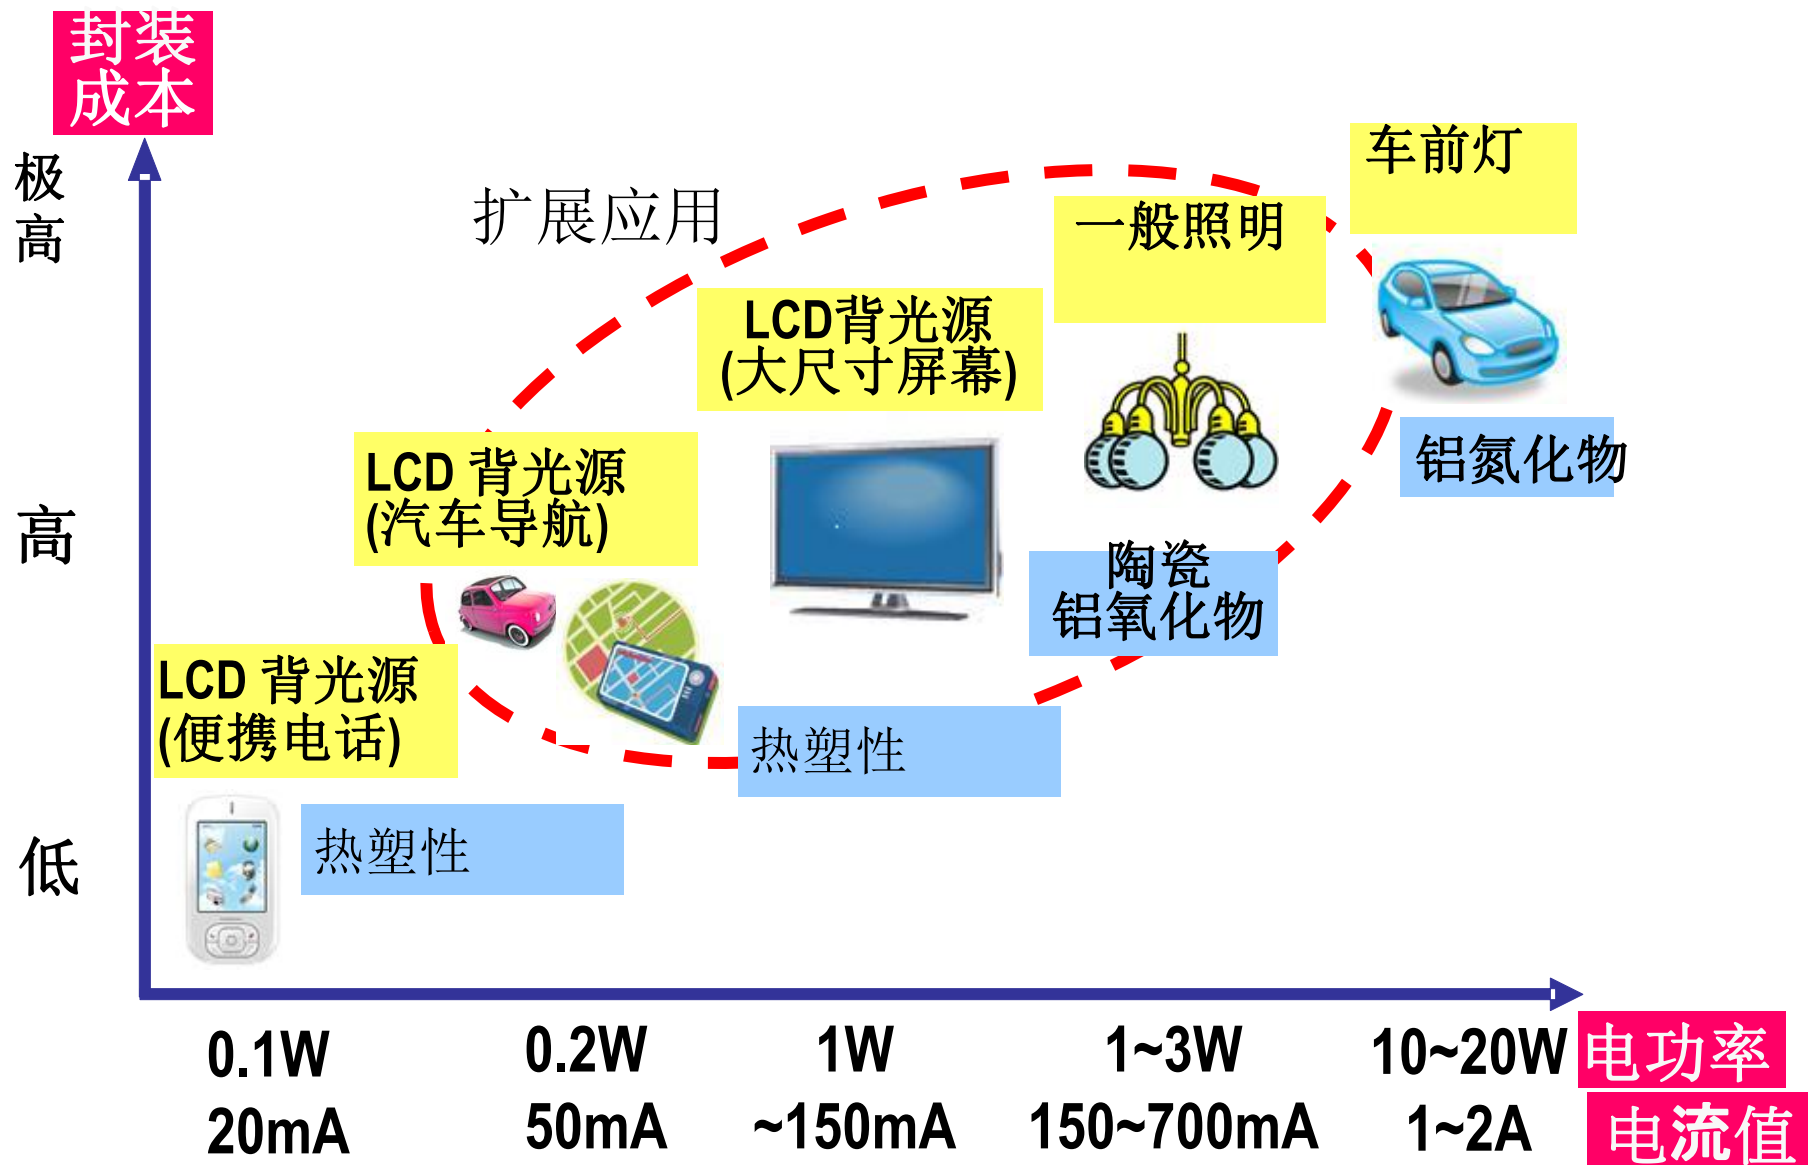 封装
成本
极
高
高
低
扩展应用
车前灯
一般照明
LCD背光源
(大尺寸屏幕)
LCD 背光源
(汽车导航)
LCD 背光源
(便携电话)
铝氮化物
陶瓷
铝氧化物
热塑性
热塑性
0.1W 0.2W 1W 1~3W 10~20W 电功率
20mA 50mA ~150mA 150~700mA 1~2A 电流值